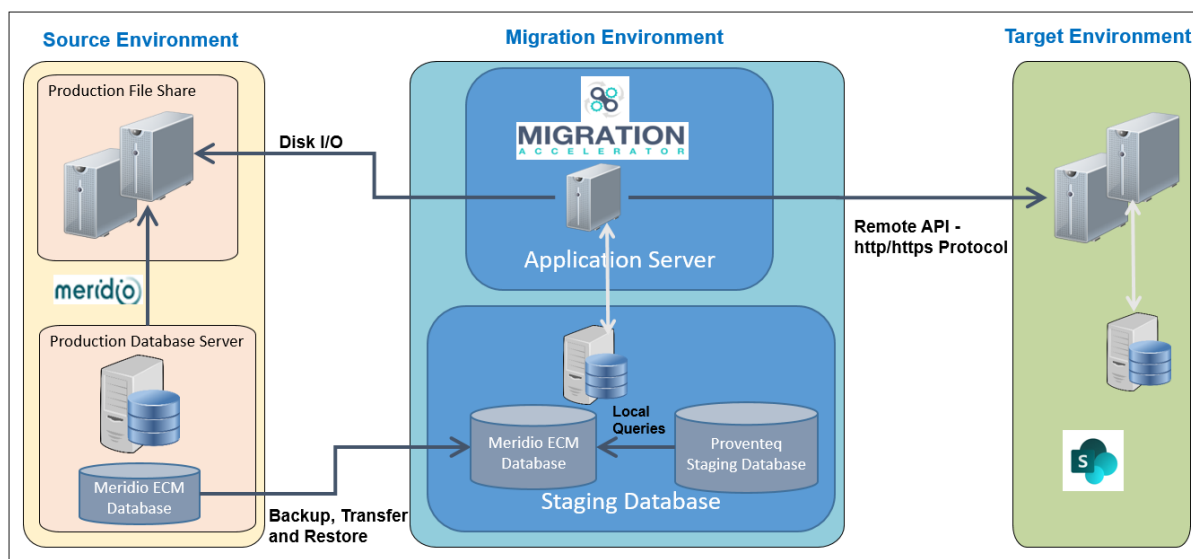 Source Environment
Migration Environment
Target Environment
Production File Share
MIGRATION
ACCELERATOR
Disk I/O
Remote API -
http/https Protocol
Application Server
meridio
Production Database Server
Local
Queries
Meridio ECM
Database
Proventeq
Staging Database
Staging Database
Meridio ECM
Database
Backup, Transfer
and Restore
S